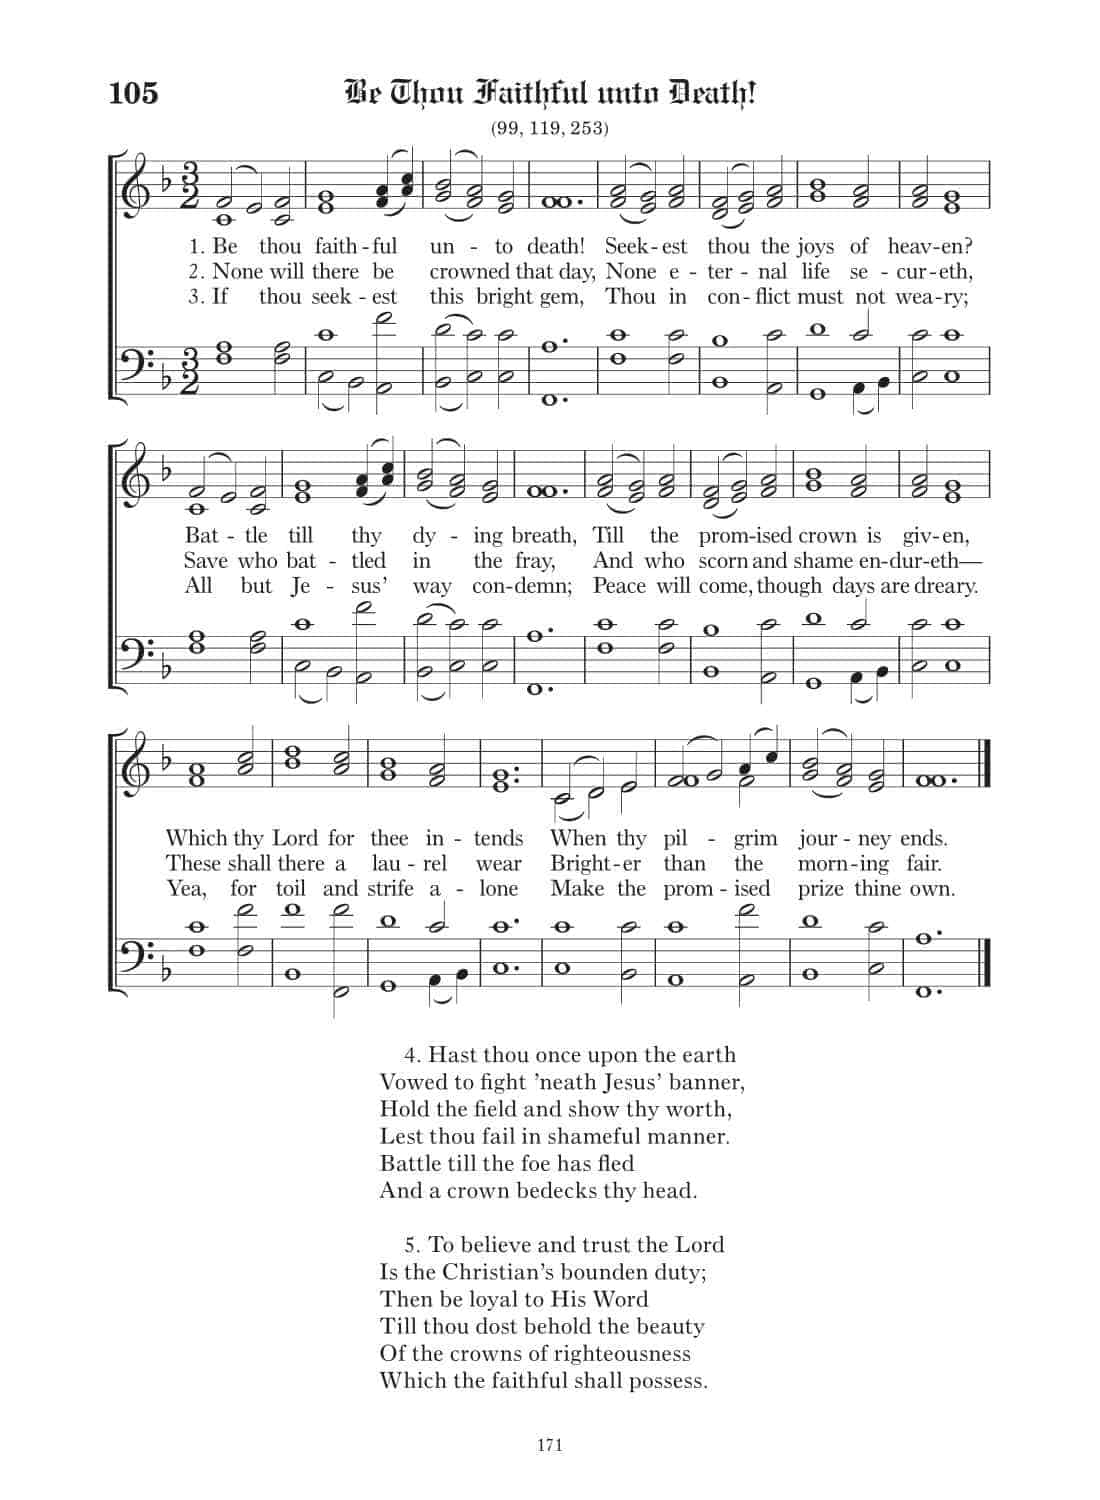 105 Be Thou Faithful unto Death!
(99, 119, 253)
1. Be thou faith - ful un - to death! Seek - est thou the joys of heav - en?
2. None will there be crowned that day, None e - ter - nal life se - cur - eth,
3. If thou seek - est this bright gem, Thou in con - flict must not wea - ry;
Bat - tle till thy dy - ing breath, Till the prom - ised crown is giv - en,
Save who bat - tled in the fray, And who scorn and shame en - dur - eth—
All but Je - sus’ way con - demn; Peace will come, though days are dreary.
Which thy Lord for thee in - tends When thy pil - grim jour - ney ends.
These shall there a lau - rel wear Bright - er than the morn - ing fair.
Yea, for toil and strife a - lone Make the prom - ised prize thine own.
4. Hast thou once upon the earth
Vowed to fight ’neath Jesus’ banner,
Hold the field and show thy worth,
Lest thou fail in shameful manner.
Battle till the foe has fled
And a crown bedecks thy head.
5. To believe and trust the Lord
Is the Christian’s bounden duty;
Then be loyal to His Word
Till thou dost behold the beauty
Of the crowns of righteousness
Which the faithful shall possess.
171